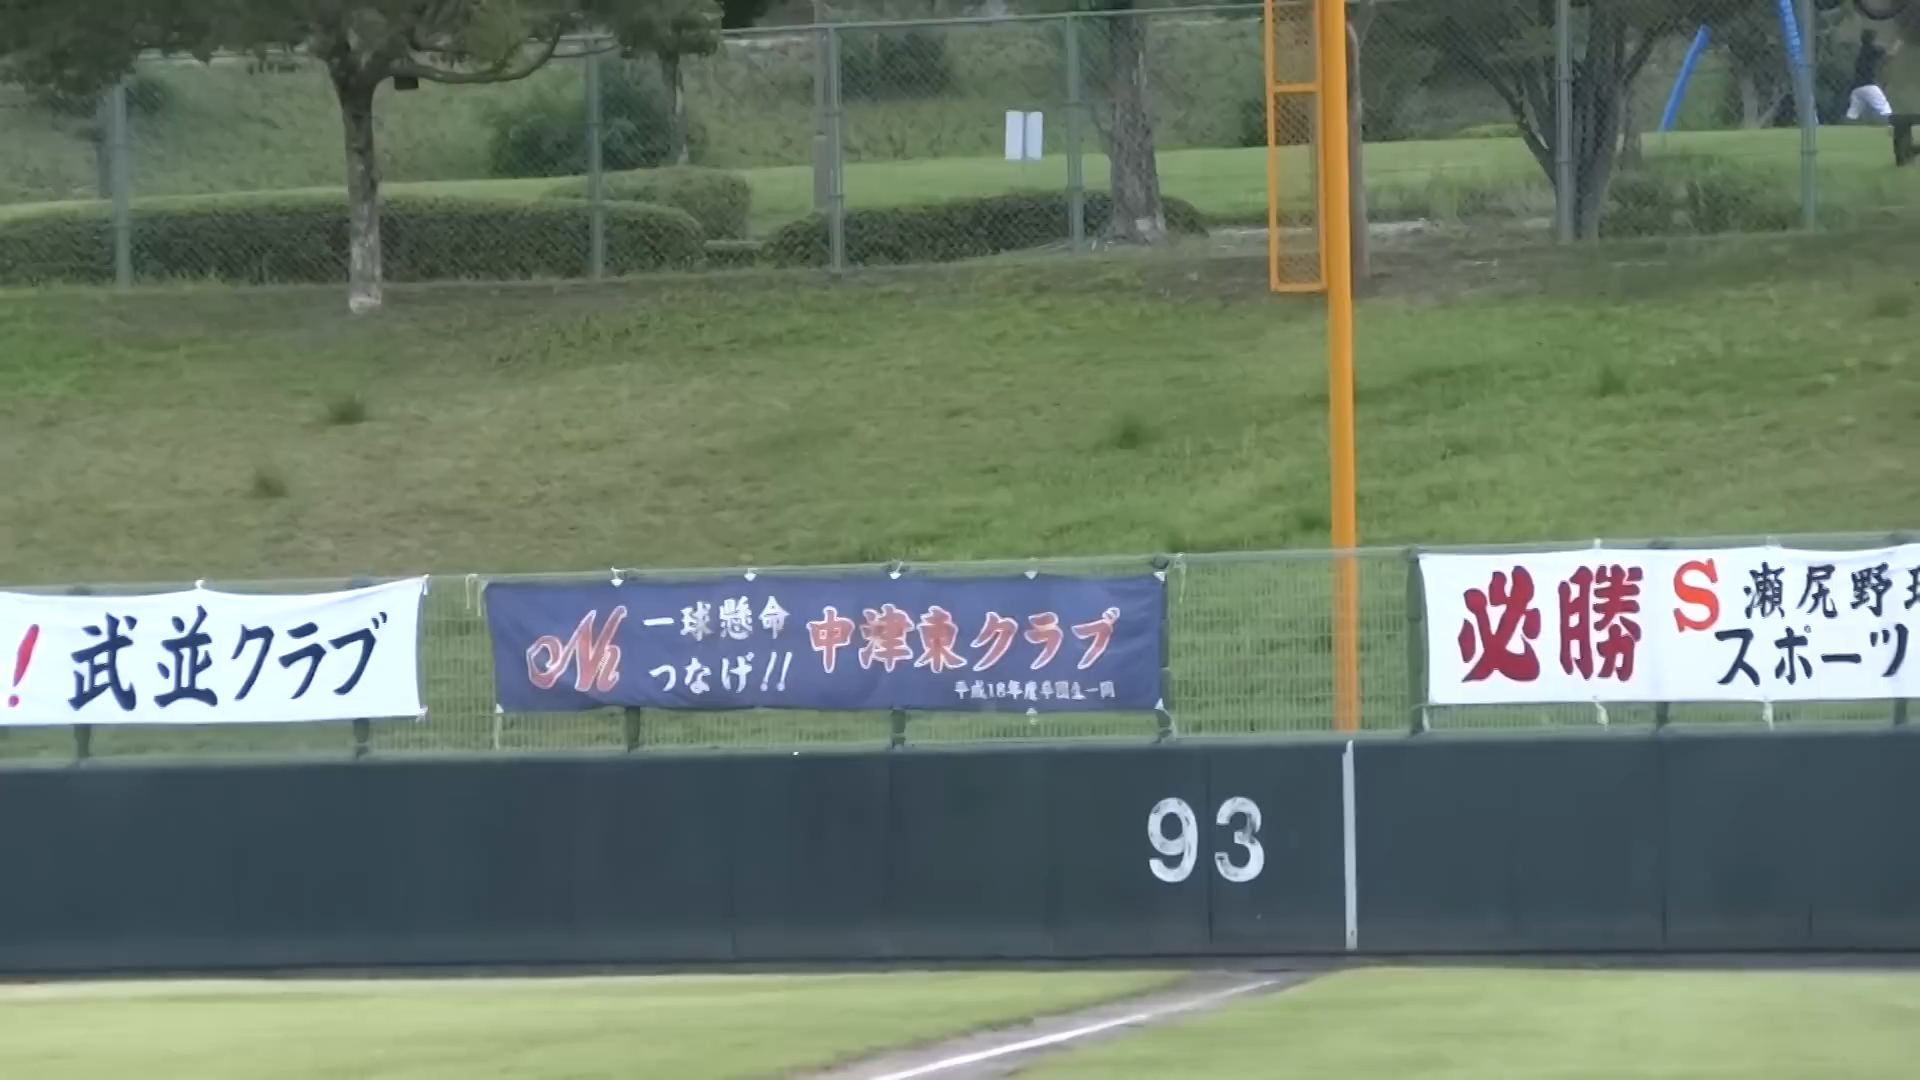 ！武並クラブ
N 一球懸命
つなげ!!
中津東クラブ
平成18年度卒団生一同
必勝 S 瀬尻野球
スポーツ
93